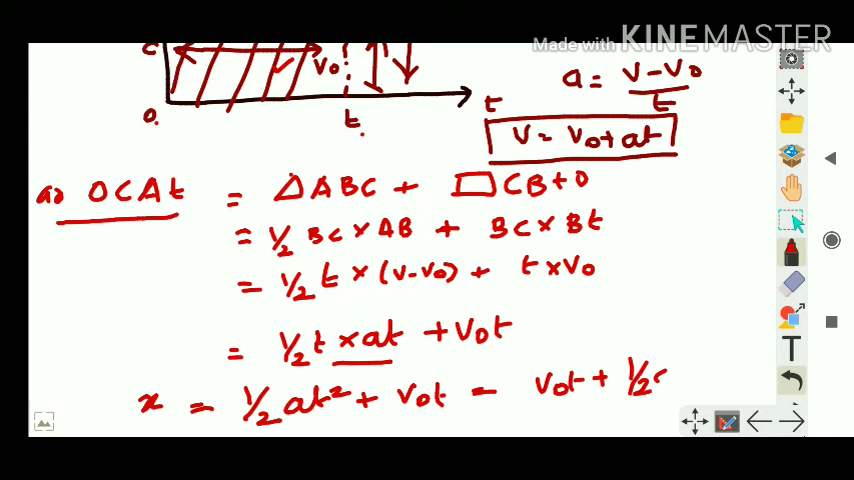 Made with KINEMASTER
C
V₀
O.
t.
t
a = V-V₀/t
V = V₀+at
ar OCAt = △ABC + ▭CBtO
= 1/2 BC × AB + BC × Bt
= 1/2 t × (V-V₀) + t × V₀
= 1/2 t × at + V₀t
x = 1/2 at² + V₀t = V₀t + 1/2
T